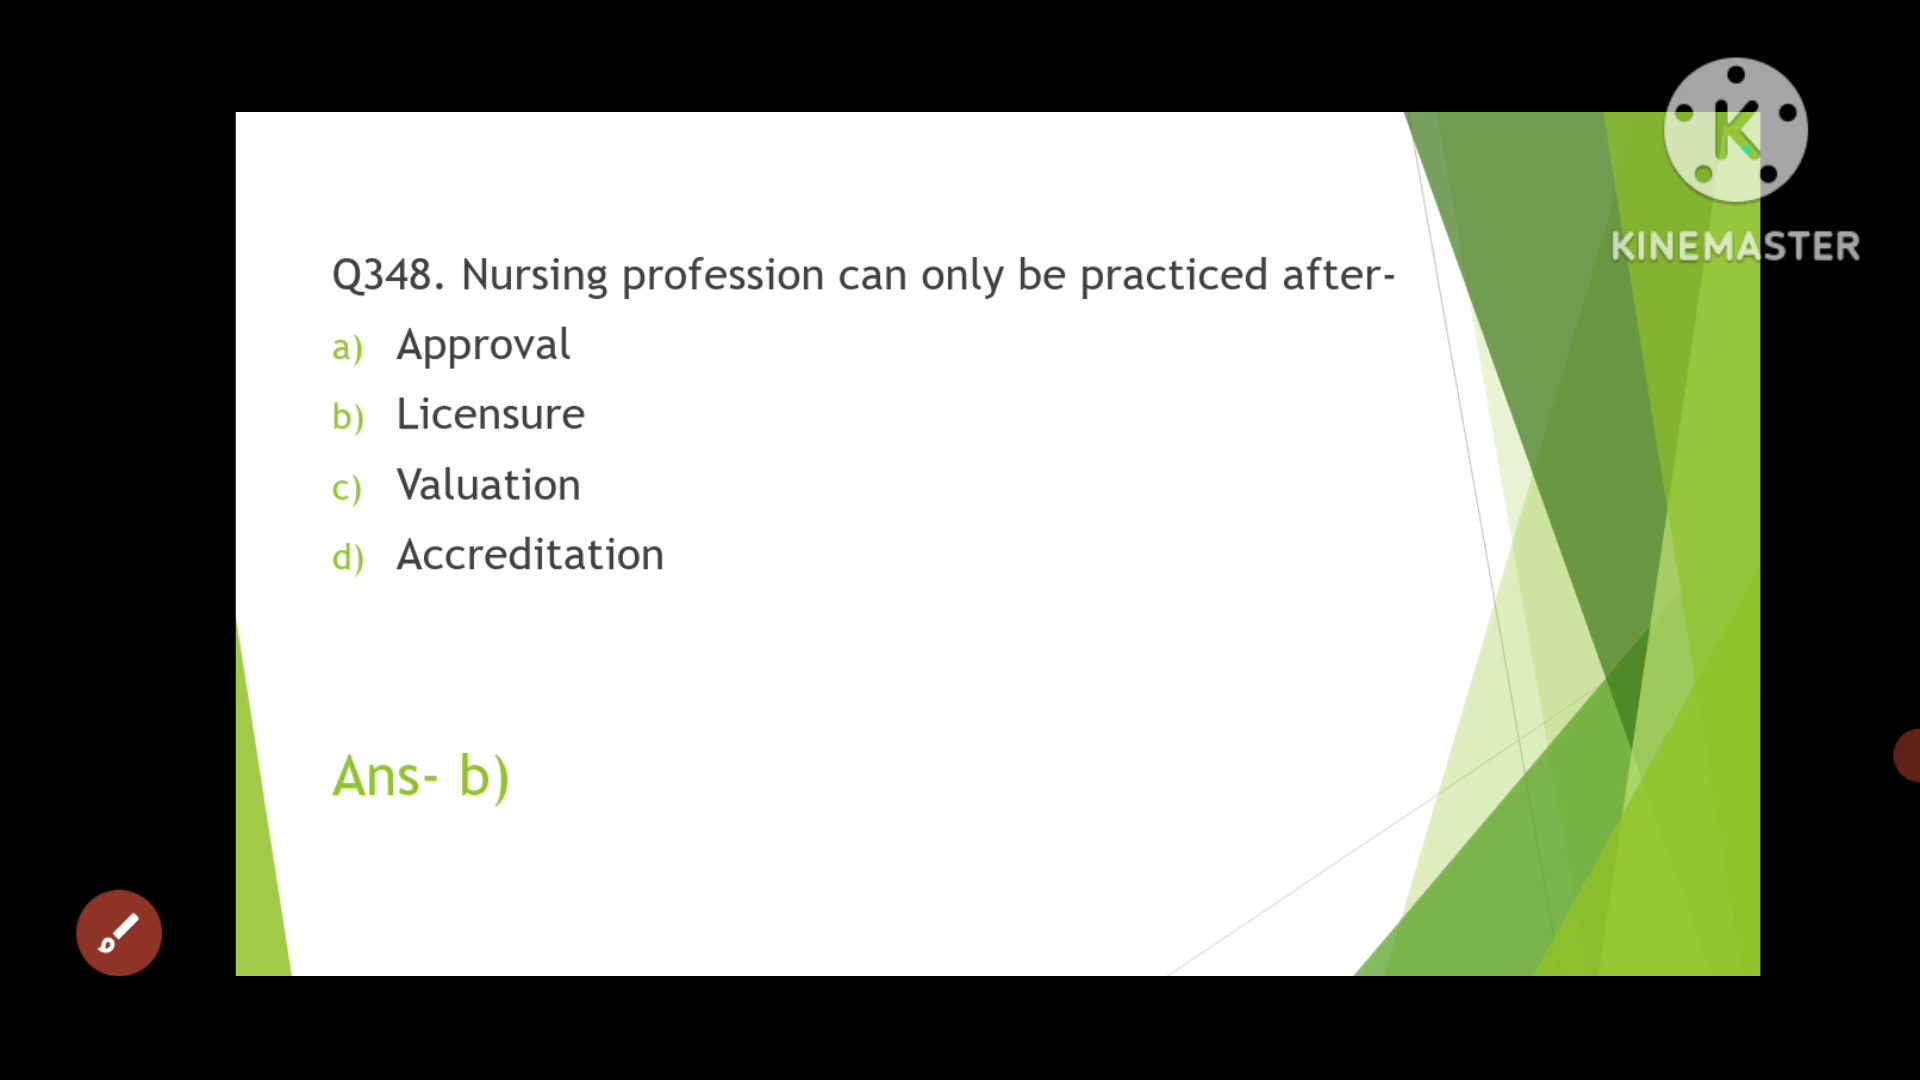 Q348. Nursing profession can only be practiced after-
a) Approval
b) Licensure
c) Valuation
d) Accreditation
Ans- b)
K
KINEMASTER